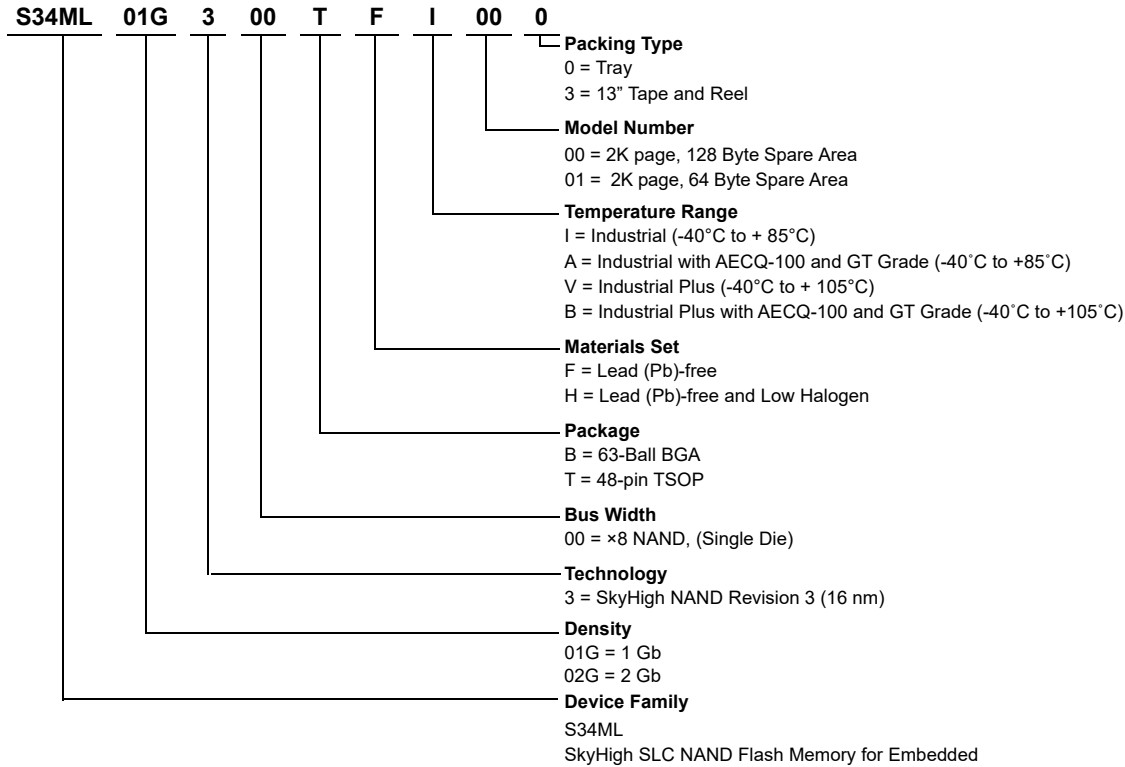 S34ML 01G 3 00 T F I 00 0
Packing Type
0 = Tray
3 = 13” Tape and Reel
Model Number
00 = 2K page, 128 Byte Spare Area
01 = 2K page, 64 Byte Spare Area
Temperature Range
I = Industrial (-40°C to + 85°C)
A = Industrial with AECQ-100 and GT Grade (-40˚C to +85˚C)
V = Industrial Plus (-40°C to + 105°C)
B = Industrial Plus with AECQ-100 and GT Grade (-40˚C to +105˚C)
Materials Set
F = Lead (Pb)-free
H = Lead (Pb)-free and Low Halogen
Package
B = 63-Ball BGA
T = 48-pin TSOP
Bus Width
00 = ×8 NAND, (Single Die)
Technology
3 = SkyHigh NAND Revision 3 (16 nm)
Density
01G = 1 Gb
02G = 2 Gb
Device Family
S34ML
SkyHigh SLC NAND Flash Memory for Embedded